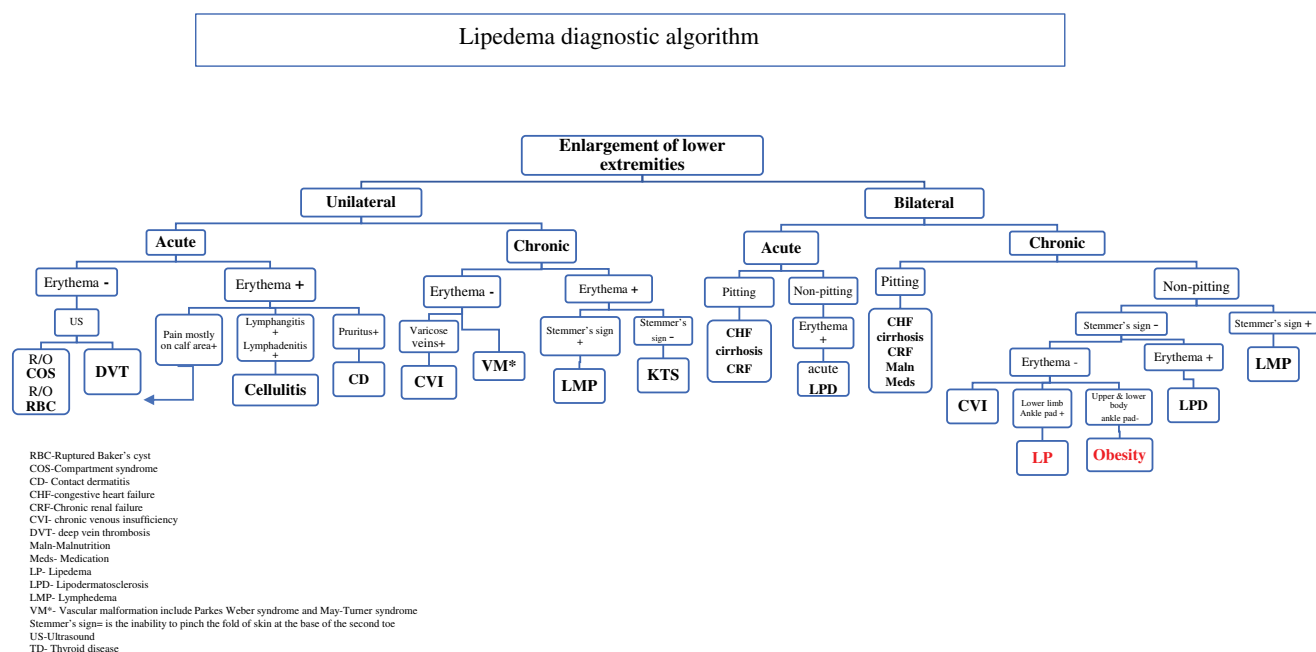 Lipedema diagnostic algorithm
Enlargement of lower
extremities
Unilateral
Bilateral
Acute
Chronic
Acute
Chronic
Erythema -
Erythema +
Erythema -
Erythema +
Pitting
Non-pitting
Pitting
Non-pitting
US
Pain mostly
on calf area+
Lymphangitis
+
Lymphadenitis
+
Pruritus+
Varicose
veins+
VM*
Stemmer's sign
+
Stemmer's
sign -
CHF
cirrhosis
CRF
Erythema
+
CHF
cirrhosis
CRF
Maln
Meds
Stemmer's sign -
Stemmer's sign +
R/O
COS
R/O
RBC
DVT
Cellulitis
CD
CVI
LMP
KTS
acute
LPD
Erythema -
Erythema +
LMP
CVI
Lower limb
Ankle pad +
Upper & lower
body
ankle pad-
LPD
LP
Obesity
RBC-Ruptured Baker's cyst
COS-Compartment syndrome
CD- Contact dermatitis
CHF-congestive heart failure
CRF-Chronic renal failure
CVI- chronic venous insufficiency
DVT- deep vein thrombosis
Maln-Malnutrition
Meds- Medication
LP- Lipedema
LPD- Lipodermatosclerosis
LMP- Lymphedema
VM*- Vascular malformation include Parkes Weber syndrome and May-Turner syndrome
Stemmer's sign= is the inability to pinch the fold of skin at the base of the second toe
US-Ultrasound
TD- Thyroid disease